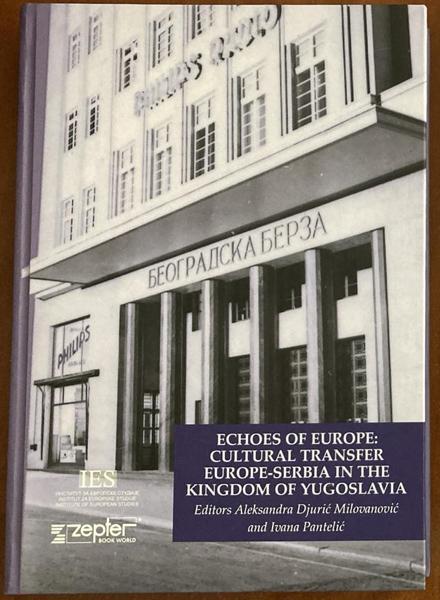 PHILIPS RADIO
PHILIPS RADIO
БЕОГРАДСКА БЕРЗА
PHILIPS
ECHOES OF EUROPE:
CULTURAL TRANSFER
EUROPE-SERBIA IN THE
KINGDOM OF YUGOSLAVIA
Editors Aleksandra Djurić Milovanović
and Ivana Pantelić
IES
ИНСТИТУТ ЗА ЕВРОПСКЕ СТУДИЈЕ
INSTITUT ZA EVROPSKE STUDIJE
INSTITUTE OF EUROPEAN STUDIES
zepter®
BOOK WORLD